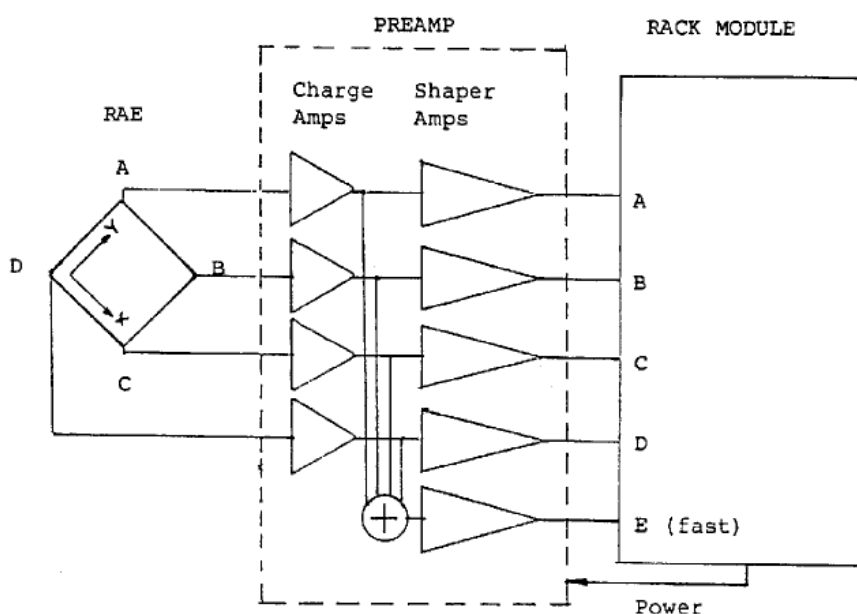 PREAMP
RACK MODULE
Charge
Amps
Shaper
Amps
RAE
A
A
Y
D
B
B
X
C
C
D
E (fast)
Power